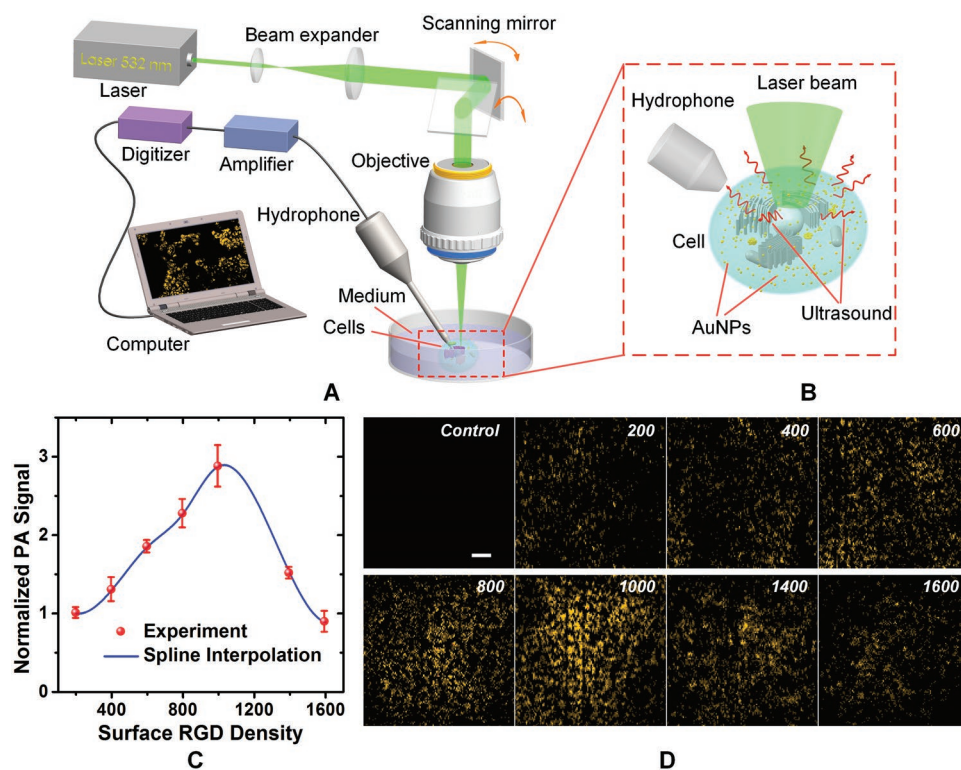 Scanning mirror
Beam expander
Laser 532 nm
Laser
Digitizer
Amplifier
Objective
Hydrophone
Medium
Cells
Computer
A
Laser beam
Hydrophone
Cell
AuNPs
Ultrasound
B
Normalized PA Signal
3
2
1
0
Experiment
Spline Interpolation
400
800
1200
1600
Surface RGD Density
C
Control
200
400
600
800
1000
1400
1600
D